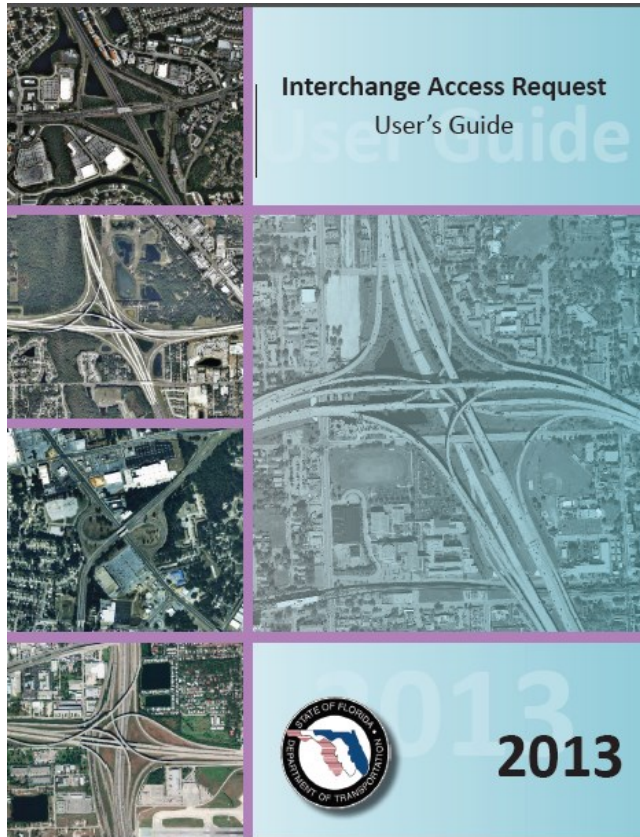 Interchange Access Request
User's Guide
User Guide
2013
2013
STATE OF FLORIDA
DEPARTMENT OF TRANSPORTATION